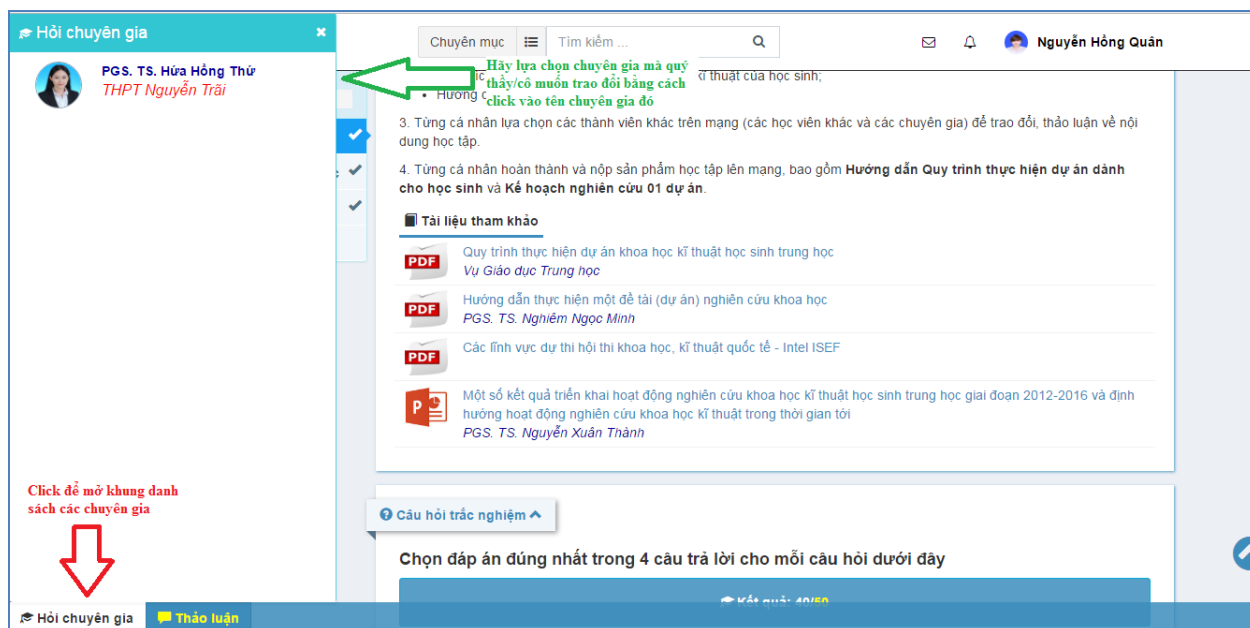 Hỏi chuyên gia ×
PGS. TS. Hứa Hồng Thứ
THPT Nguyễn Trãi
Click để mở khung danh
sách các chuyên gia
Hỏi chuyên gia
Thảo luận
Chuyên mục
Tìm kiếm ...
Nguyễn Hồng Quân
Hãy lựa chọn chuyên gia mà quý
thầy/cô muốn trao đổi bằng cách
click vào tên chuyên gia đó
kĩ thuật của học sinh;
• Hướng
3. Từng cá nhân lựa chọn các thành viên khác trên mạng (các học viên khác và các chuyên gia) để trao đổi, thảo luận về nội
dung học tập.
4. Từng cá nhân hoàn thành và nộp sản phẩm học tập lên mạng, bao gồm Hướng dẫn Quy trình thực hiện dự án dành
cho học sinh và Kế hoạch nghiên cứu 01 dự án.
Tài liệu tham khảo
PDF
Quy trình thực hiện dự án khoa học kĩ thuật học sinh trung học
Vụ Giáo dục Trung học
PDF
Hướng dẫn thực hiện một đề tài (dự án) nghiên cứu khoa học
PGS. TS. Nghiêm Ngọc Minh
PDF
Các lĩnh vực dự thi hội thi khoa học, kĩ thuật quốc tế - Intel ISEF
P
Một số kết quả triển khai hoạt động nghiên cứu khoa học kĩ thuật học sinh trung học giai đoạn 2012-2016 và định
hướng hoạt động nghiên cứu khoa học kĩ thuật trong thời gian tới
PGS. TS. Nguyễn Xuân Thành
Câu hỏi trắc nghiệm
Chọn đáp án đúng nhất trong 4 câu trả lời cho mỗi câu hỏi dưới đây
Kết quả: 40/50